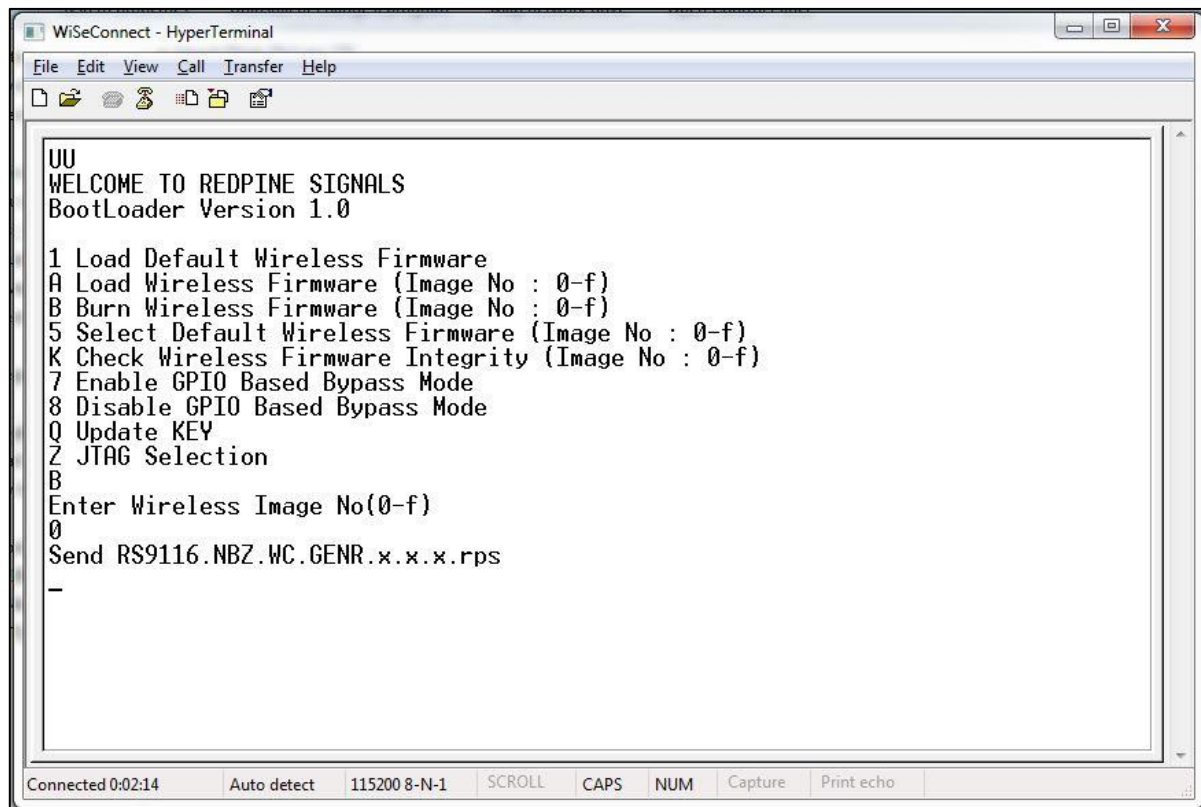 WiSeConnect - HyperTerminal
File Edit View Call Transfer Help
UU
WELCOME TO REDPINE SIGNALS
BootLoader Version 1.0
1 Load Default Wireless Firmware
A Load Wireless Firmware (Image No : 0-f)
B Burn Wireless Firmware (Image No : 0-f)
5 Select Default Wireless Firmware (Image No : 0-f)
K Check Wireless Firmware Integrity (Image No : 0-f)
7 Enable GPIO Based Bypass Mode
8 Disable GPIO Based Bypass Mode
Q Update KEY
Z JTAG Selection
B
Enter Wireless Image No(0-f)
0
Send RS9116.NBZ.WC.GENR.x.x.x.rps
_
Connected 0:02:14 Auto detect 115200 8-N-1 SCROLL CAPS NUM Capture Print echo